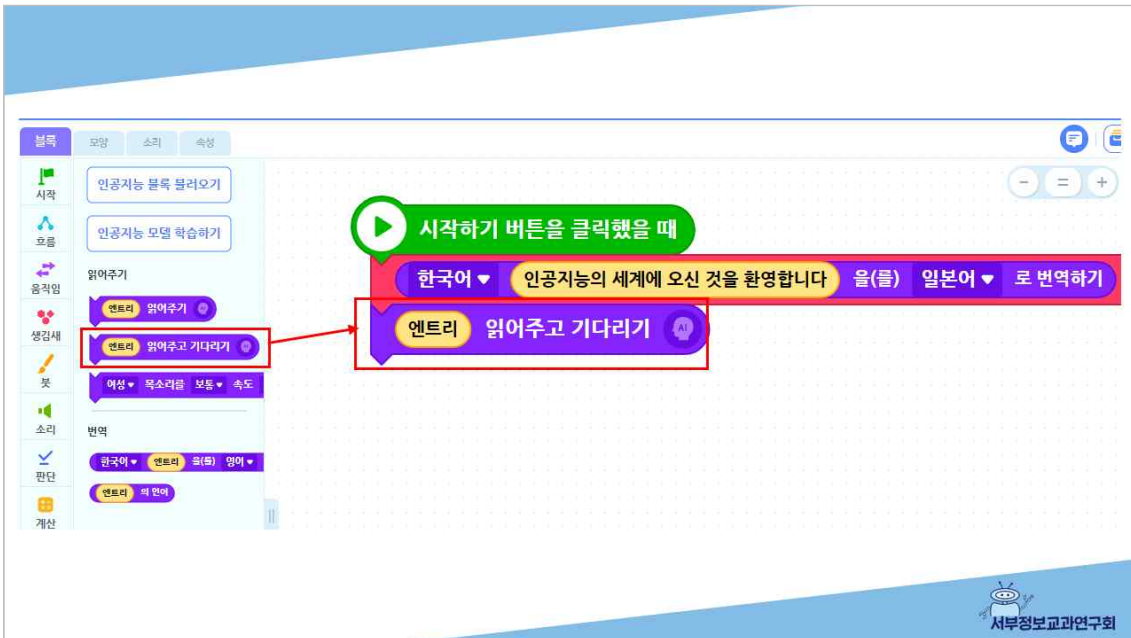 블록 모양 소리 속성
시작
흐름
움직임
생김새
붓
소리
판단
계산
인공지능 블록 불러오기
인공지능 모델 학습하기
읽어주기
엔트리 읽어주기
엔트리 읽어주고 기다리기
여성 목소리를 보통 속도
번역
한국어 엔트리 을(를) 영어
엔트리 의 언어
시작하기 버튼을 클릭했을 때
한국어 인공지능의 세계에 오신 것을 환영합니다 을(를) 일본어 로 번역하기
엔트리 읽어주고 기다리기 AI
서부정보교과연구회